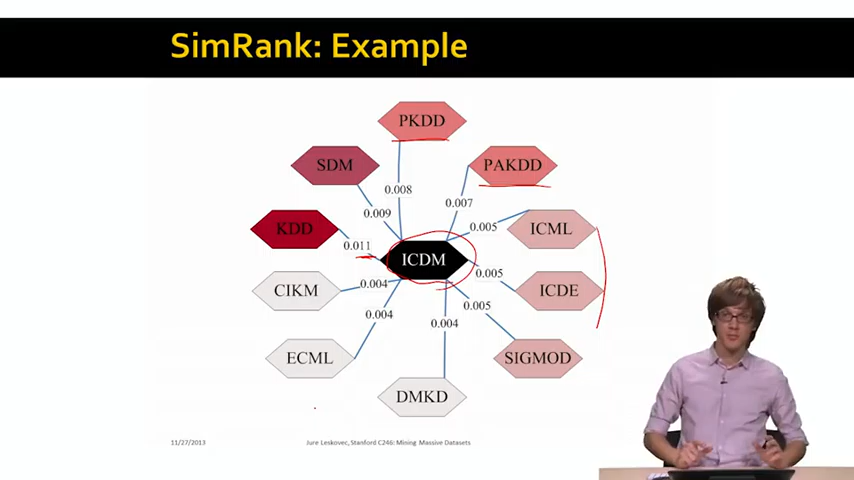 SimRank: Example
PKDD
SDM
PAKDD
0.008
0.007
0.009
KDD
0.005
ICML
0.011
ICDM
CIKM
0.004
0.005
ICDE
0.004
0.005
0.004
ECML
SIGMOD
DMKD
11/27/2013
Jure Leskovec, Stanford C246: Mining Massive Datasets